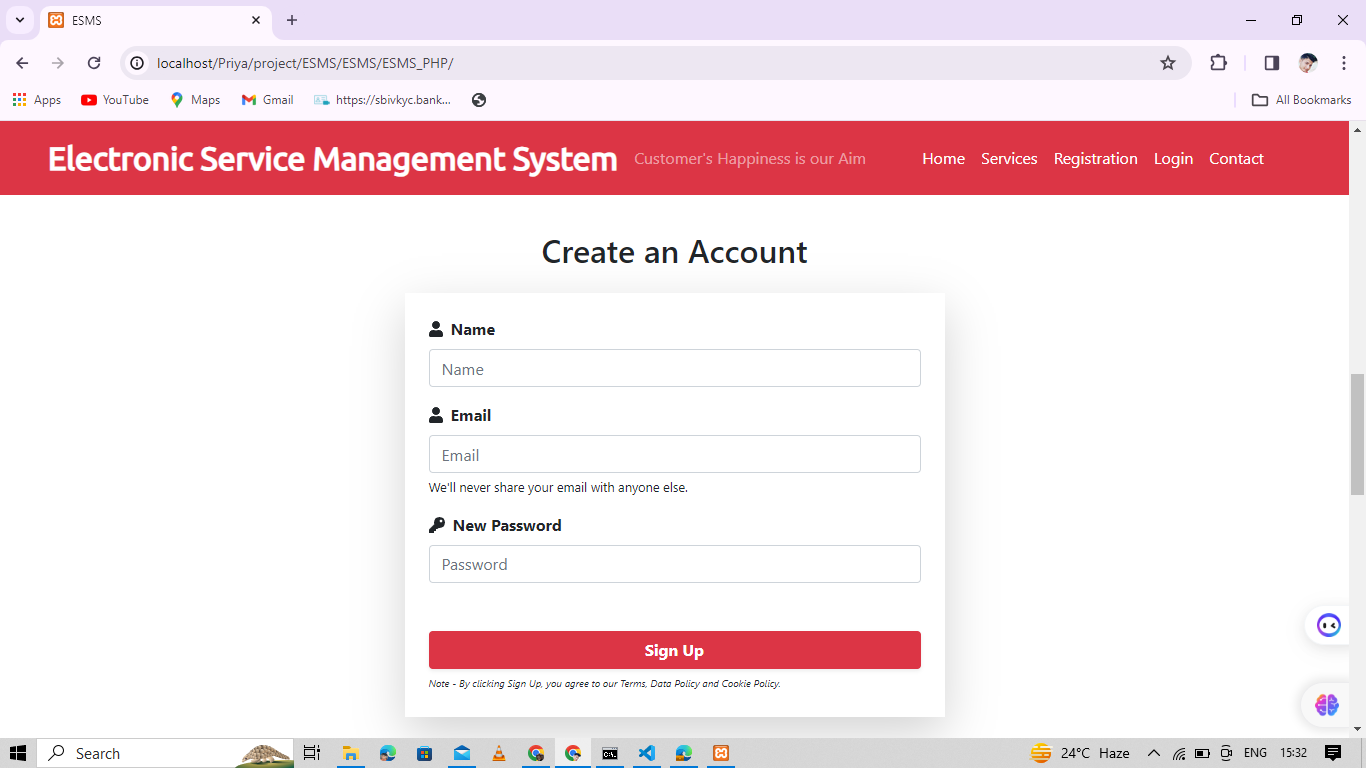 ESMS
localhost/Priya/project/ESMS/ESMS/ESMS_PHP/
Apps YouTube Maps Gmail https://sbivkyc.bank... All Bookmarks
Electronic Service Management System Customer's Happiness is our Aim Home Services Registration Login Contact
Create an Account
Name
Name
Email
Email
We'll never share your email with anyone else.
New Password
Password
Sign Up
Note - By clicking Sign Up, you agree to our Terms, Data Policy and Cookie Policy.
Search 24°C Haze ENG 15:32